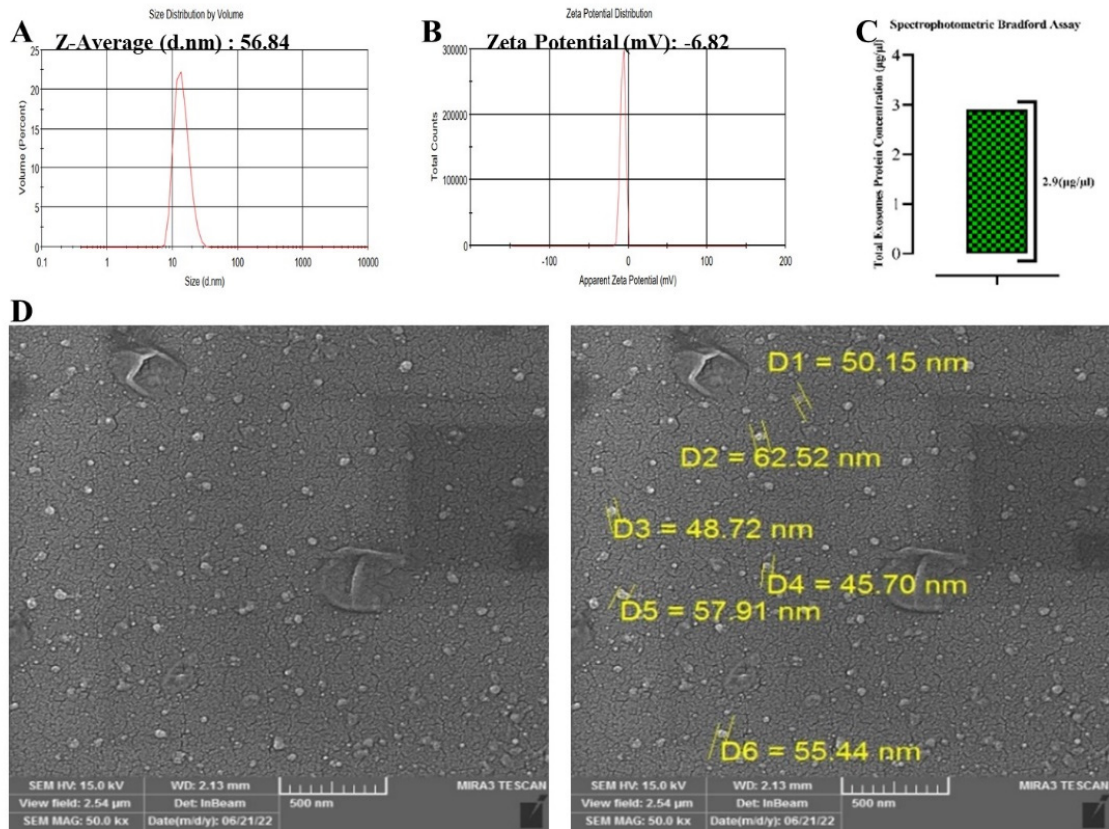 A
Size Distribution by Volume
Z-Average (d.nm) : 56.84
25
20
15
10
5
0
Volume (Percent)
0.1 1 10 100 1000 10000
Size (d.nm)
B
Zeta Potential Distribution
Zeta Potential (mV): -6.82
300000
200000
100000
0
Total Counts
-100 0 100 200
Apparent Zeta Potential (mV)
C
Spectrophotometric Bradford Assay
Total Exosomes Protein Concentration (µg/µl)
4
3
2
1
0
2.9(µg/µl)
D
SEM HV: 15.0 kV WD: 2.13 mm MIRA3 TESCAN
View field: 2.54 µm Det: InBeam 500 nm
SEM MAG: 50.0 kx Date(m/d/y): 06/21/22
D1 = 50.15 nm
D2 = 62.52 nm
D3 = 48.72 nm
D4 = 45.70 nm
D5 = 57.91 nm
D6 = 55.44 nm
SEM HV: 15.0 kV WD: 2.13 mm MIRA3 TESCAN
View field: 2.54 µm Det: InBeam 500 nm
SEM MAG: 50.0 kx Date(m/d/y): 06/21/22